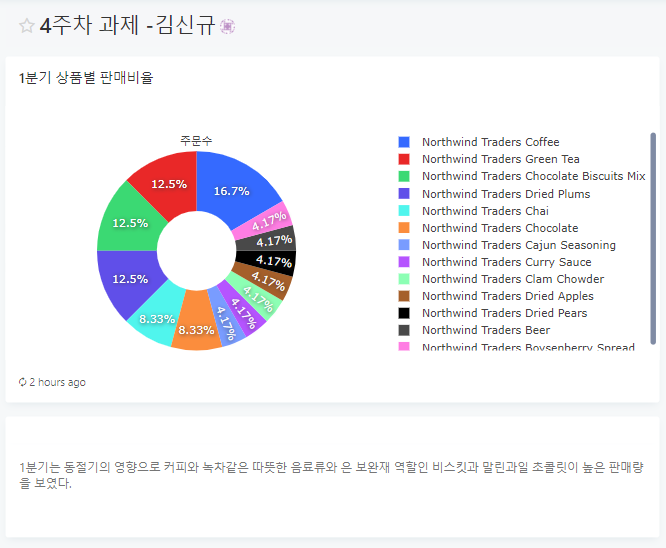 4주차 과제 -김신규
1분기 상품별 판매비율
주문수
16.7%
4.17%
4.17%
4.17%
4.17%
4.17%
4.17%
4.17%
8.33%
8.33%
12.5%
12.5%
12.5%
Northwind Traders Coffee
Northwind Traders Green Tea
Northwind Traders Chocolate Biscuits Mix
Northwind Traders Dried Plums
Northwind Traders Chai
Northwind Traders Chocolate
Northwind Traders Cajun Seasoning
Northwind Traders Curry Sauce
Northwind Traders Clam Chowder
Northwind Traders Dried Apples
Northwind Traders Dried Pears
Northwind Traders Beer
Northwind Traders Boysenberry Spread
2 hours ago
1분기는 동절기의 영향으로 커피와 녹차같은 따뜻한 음료류와 은 보완재 역할인 비스킷과 말린과일 초콜릿이 높은 판매량
을 보였다.